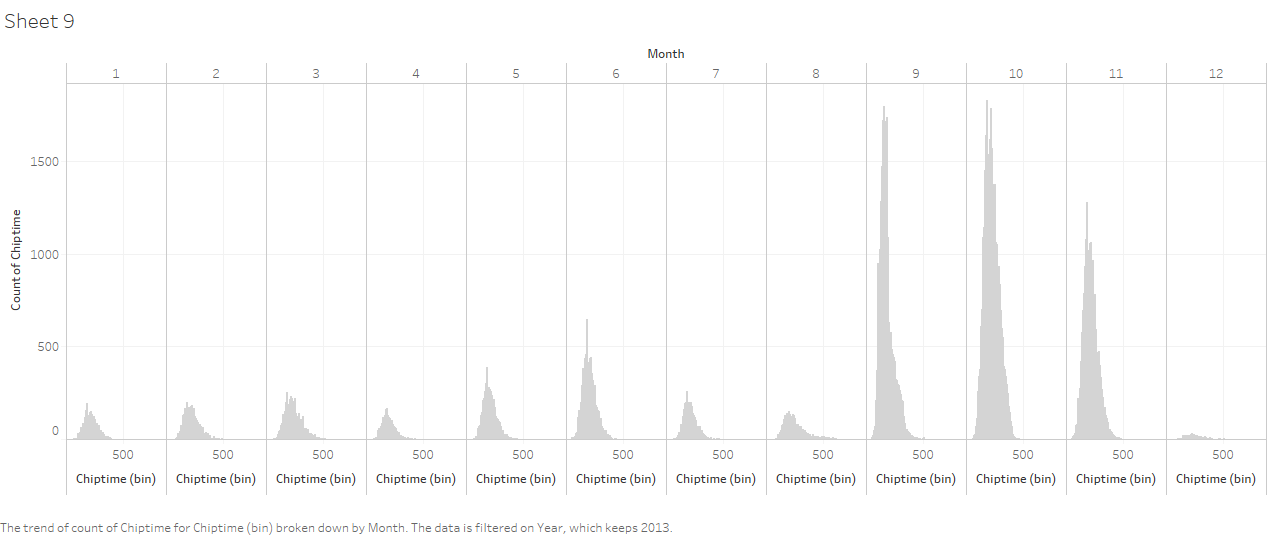 Sheet 9
Month
1 2 3 4 5 6 7 8 9 10 11 12
Count of Chiptime
1500
1000
500
0
500 500 500 500 500 500 500 500 500 500 500 500
Chiptime (bin) Chiptime (bin) Chiptime (bin) Chiptime (bin) Chiptime (bin) Chiptime (bin) Chiptime (bin) Chiptime (bin) Chiptime (bin) Chiptime (bin) Chiptime (bin) Chiptime (bin)
The trend of count of Chiptime for Chiptime (bin) broken down by Month. The data is filtered on Year, which keeps 2013.